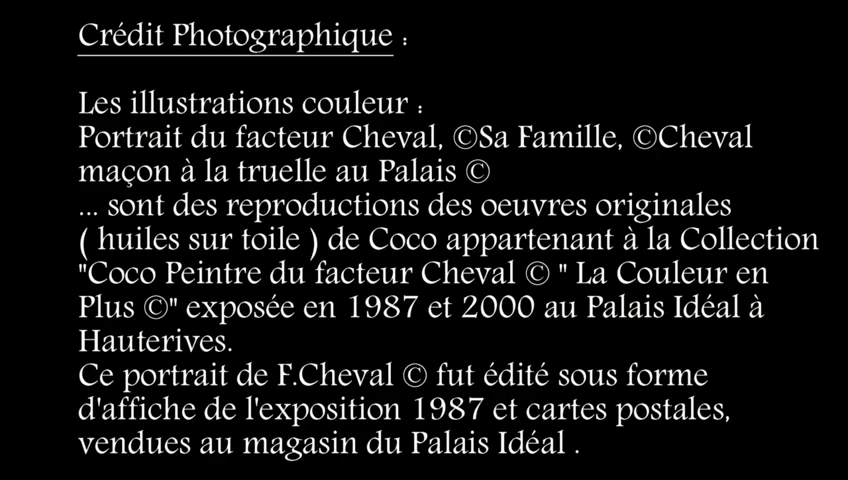 Crédit Photographique :
Les illustrations couleur :
Portrait du facteur Cheval, ©Sa Famille, ©Cheval
maçon à la truelle au Palais ©
... sont des reproductions des oeuvres originales
( huiles sur toile ) de Coco appartenant à la Collection
"Coco Peintre du facteur Cheval © " La Couleur en
Plus ©" exposée en 1987 et 2000 au Palais Idéal à
Hauterives.
Ce portrait de F.Cheval © fut édité sous forme
d'affiche de l'exposition 1987 et cartes postales,
vendues au magasin du Palais Idéal .